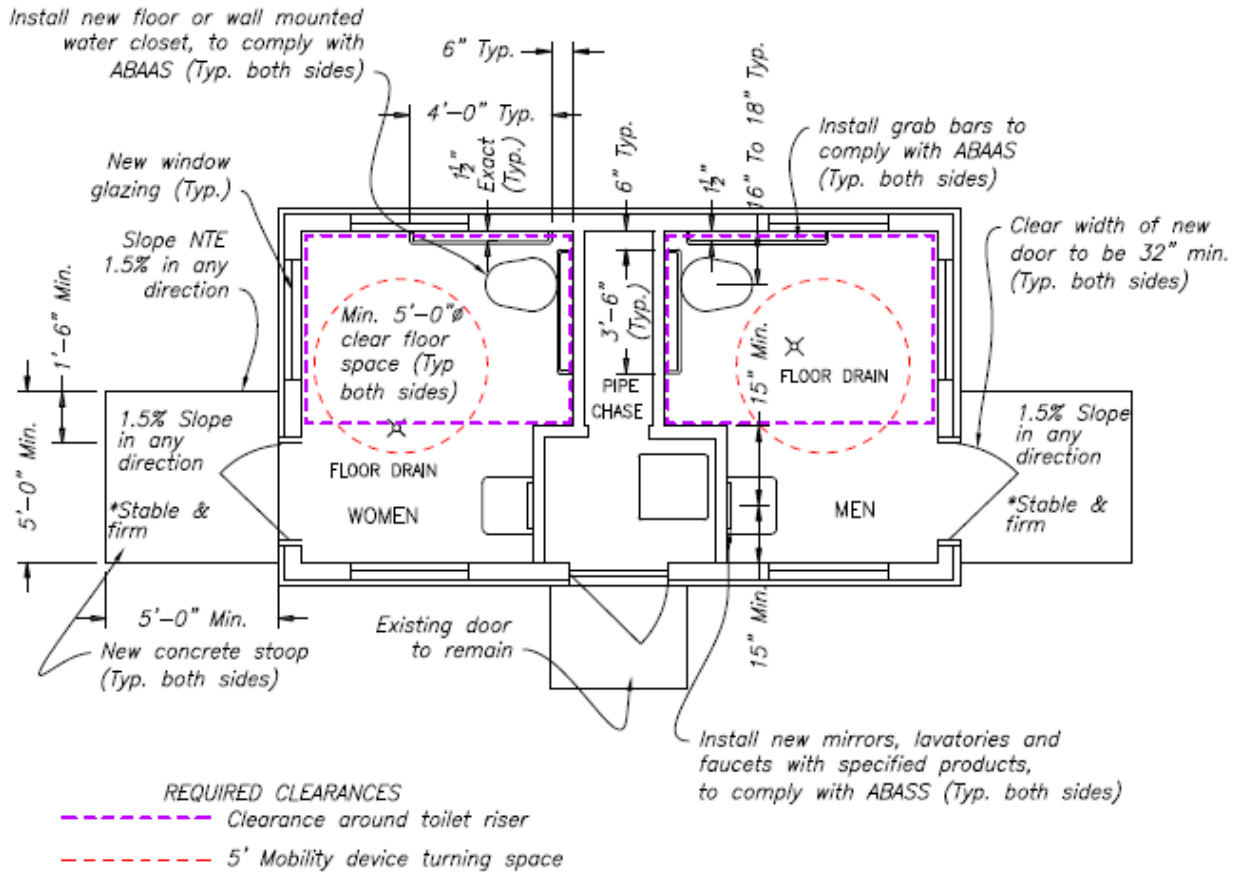 Install new floor or wall mounted
water closet, to comply with
ABAAS (Typ. both sides)
6" Typ.
4'-0" Typ.
1½"
Exact
(Typ.)
6" Typ.
1½"
16" To 18" Typ.
Install grab bars to
comply with ABAAS
(Typ. both sides)
New window
glazing (Typ.)
Slope NTE
1.5% in any
direction
Clear width of new
door to be 32" min.
(Typ. both sides)
1'-6" Min.
5'-0" Min.
Min. 5'-0"ø
clear floor
space (Typ
both sides)
3'-6"
(Typ.)
PIPE
CHASE
15" Min.
FLOOR DRAIN
1.5% Slope
in any
direction
*Stable &
firm
FLOOR DRAIN
WOMEN
MEN
1.5% Slope
in any
direction
*Stable &
firm
5'-0" Min.
New concrete stoop
(Typ. both sides)
Existing door
to remain
15" Min.
Install new mirrors, lavatories and
faucets with specified products,
to comply with ABASS (Typ. both sides)
REQUIRED CLEARANCES
Clearance around toilet riser
5' Mobility device turning space